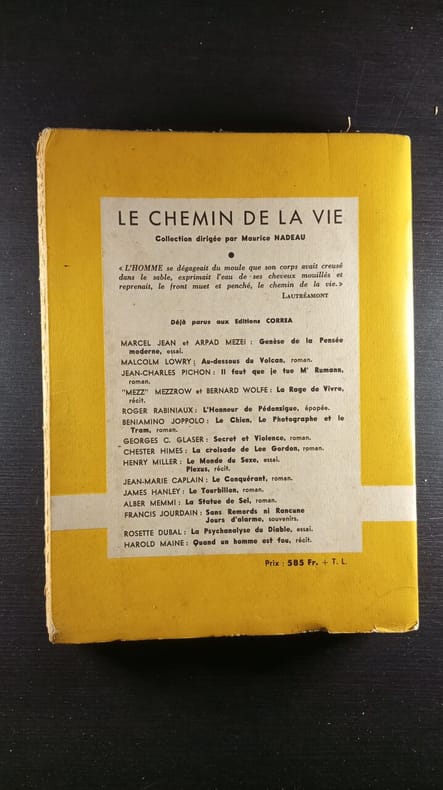 LE CHEMIN DE LA VIE
Collection dirigée par Maurice NADEAU
●
« L'HOMME se dégageait du moule que son corps avait creusé
dans le sable, exprimait l'eau de ses cheveux mouillés et
reprenait, le front muet et penché, le chemin de la vie.»
LAUTRÉAMONT
Déjà parus aux Editions CORREA
MARCEL JEAN et ARPAD MEZEI : Genèse de la Pensée
moderne, essai.
MALCOLM LOWRY : Au-dessous du Volcan, roman.
JEAN-CHARLES PICHON : Il faut que je tue Mr Rumann,
roman.
"MEZZ" MEZZROW et BERNARD WOLFE : La Rage de Vivre,
récit.
ROGER RABINIAUX : L'Honneur de Pédonzigue, épopée.
BENIAMINO JOPPOLO : Le Chien, Le Photographe et le
Tram, roman.
GEORGES C. GLASER : Secret et Violence, roman.
CHESTER HIMES : La croisade de Lee Gordon, roman.
HENRY MILLER : Le Monde du Sexe, essai.
Plexus, récit.
JEAN-MARIE CAPLAIN : Le Conquérant, roman.
JAMES HANLEY : Le Tourbillon, roman.
ALBER MEMMI : La Statue de Sel, roman.
FRANCIS JOURDAIN : Sans Remords ni Rancune
Jours d'alarme, souvenirs.
ROSETTE DUBAL : La Psychanalyse du Diable, essai.
HAROLD MAINE : Quand un homme est fou, récit.
Prix : 585 Fr. + T. L.